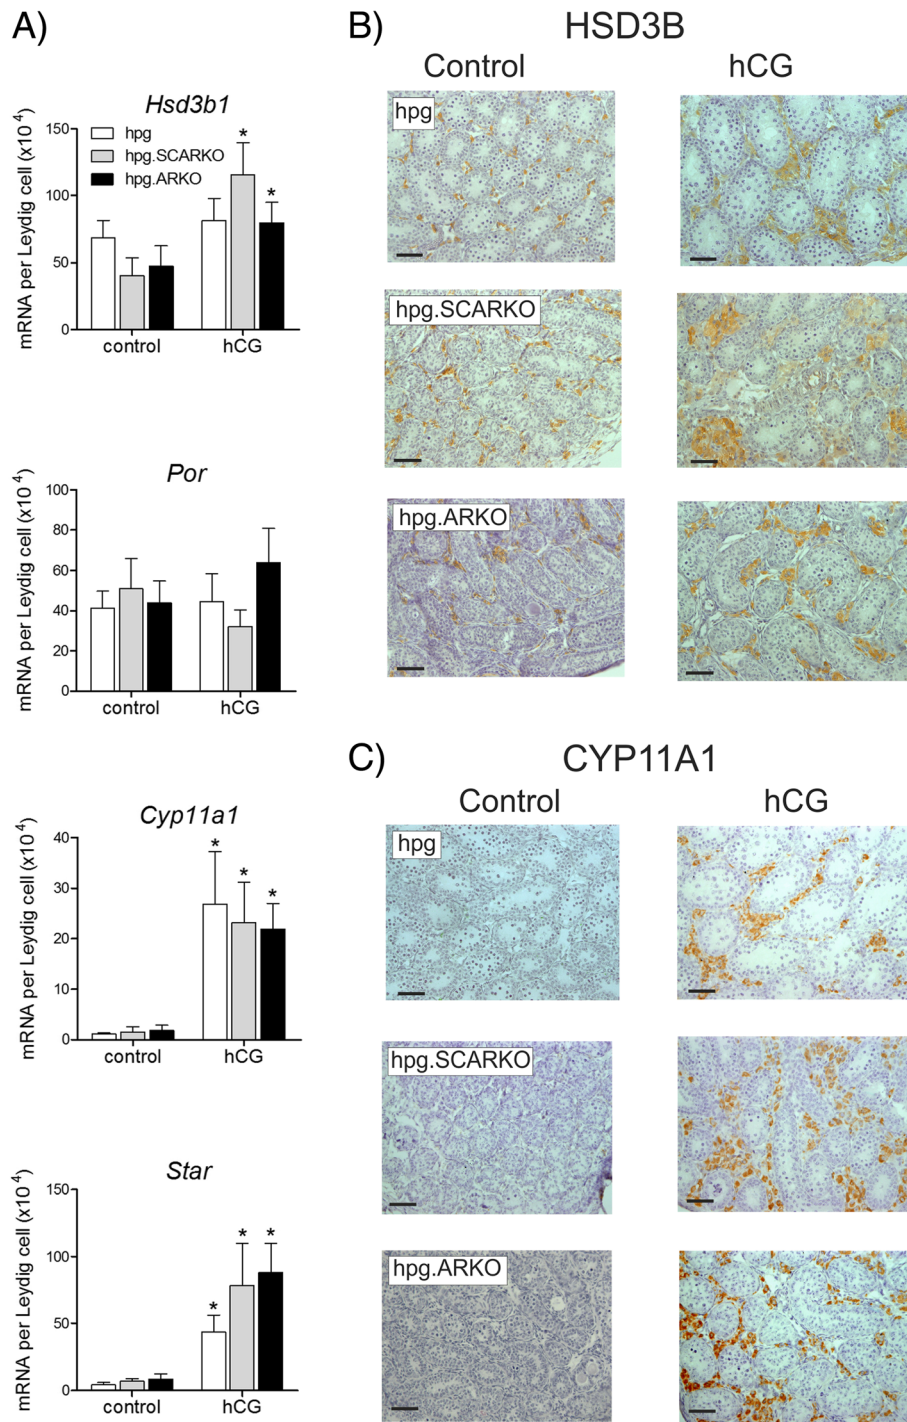 A)
Hsd3b1
mRNA per Leydig cell (x10⁴)
150
100
50
0
hpg
hpg.SCARKO
hpg.ARKO
*
*
control
hCG
Por
mRNA per Leydig cell (x10⁴)
100
80
60
40
20
0
control
hCG
Cyp11a1
mRNA per Leydig cell (x10⁴)
40
30
20
10
0
*
*
*
control
hCG
Star
mRNA per Leydig cell (x10⁴)
150
100
50
0
*
*
*
control
hCG
B)
HSD3B
Control
hCG
hpg
hpg.SCARKO
hpg.ARKO
C)
CYP11A1
Control
hCG
hpg
hpg.SCARKO
hpg.ARKO